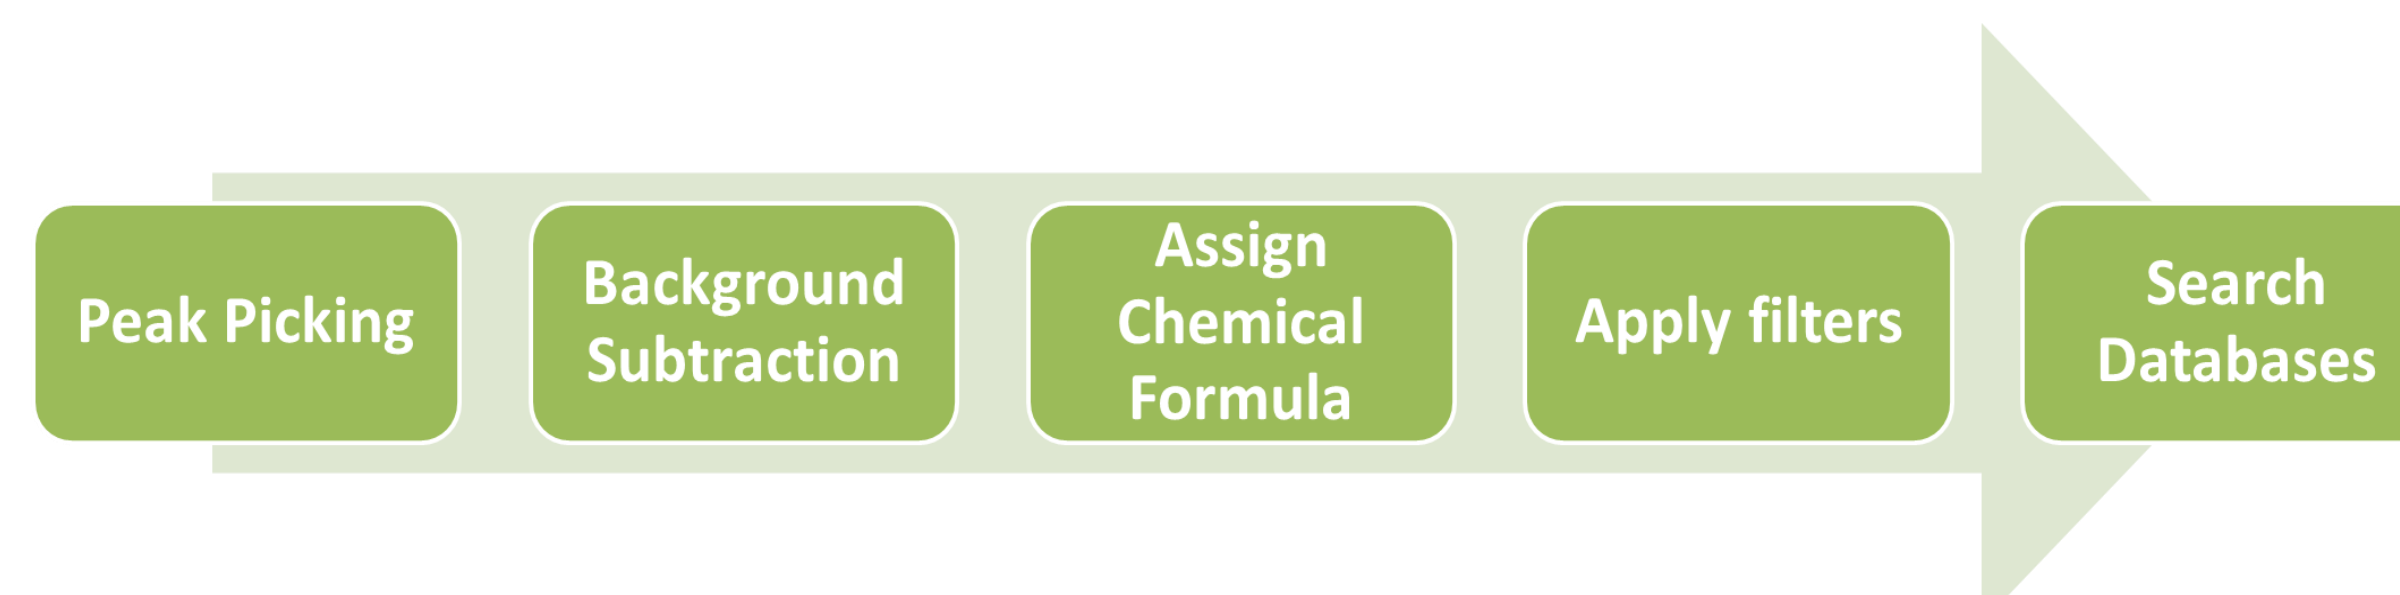 Peak Picking
Background
Subtraction
Assign
Chemical
Formula
Apply filters
Search
Databases